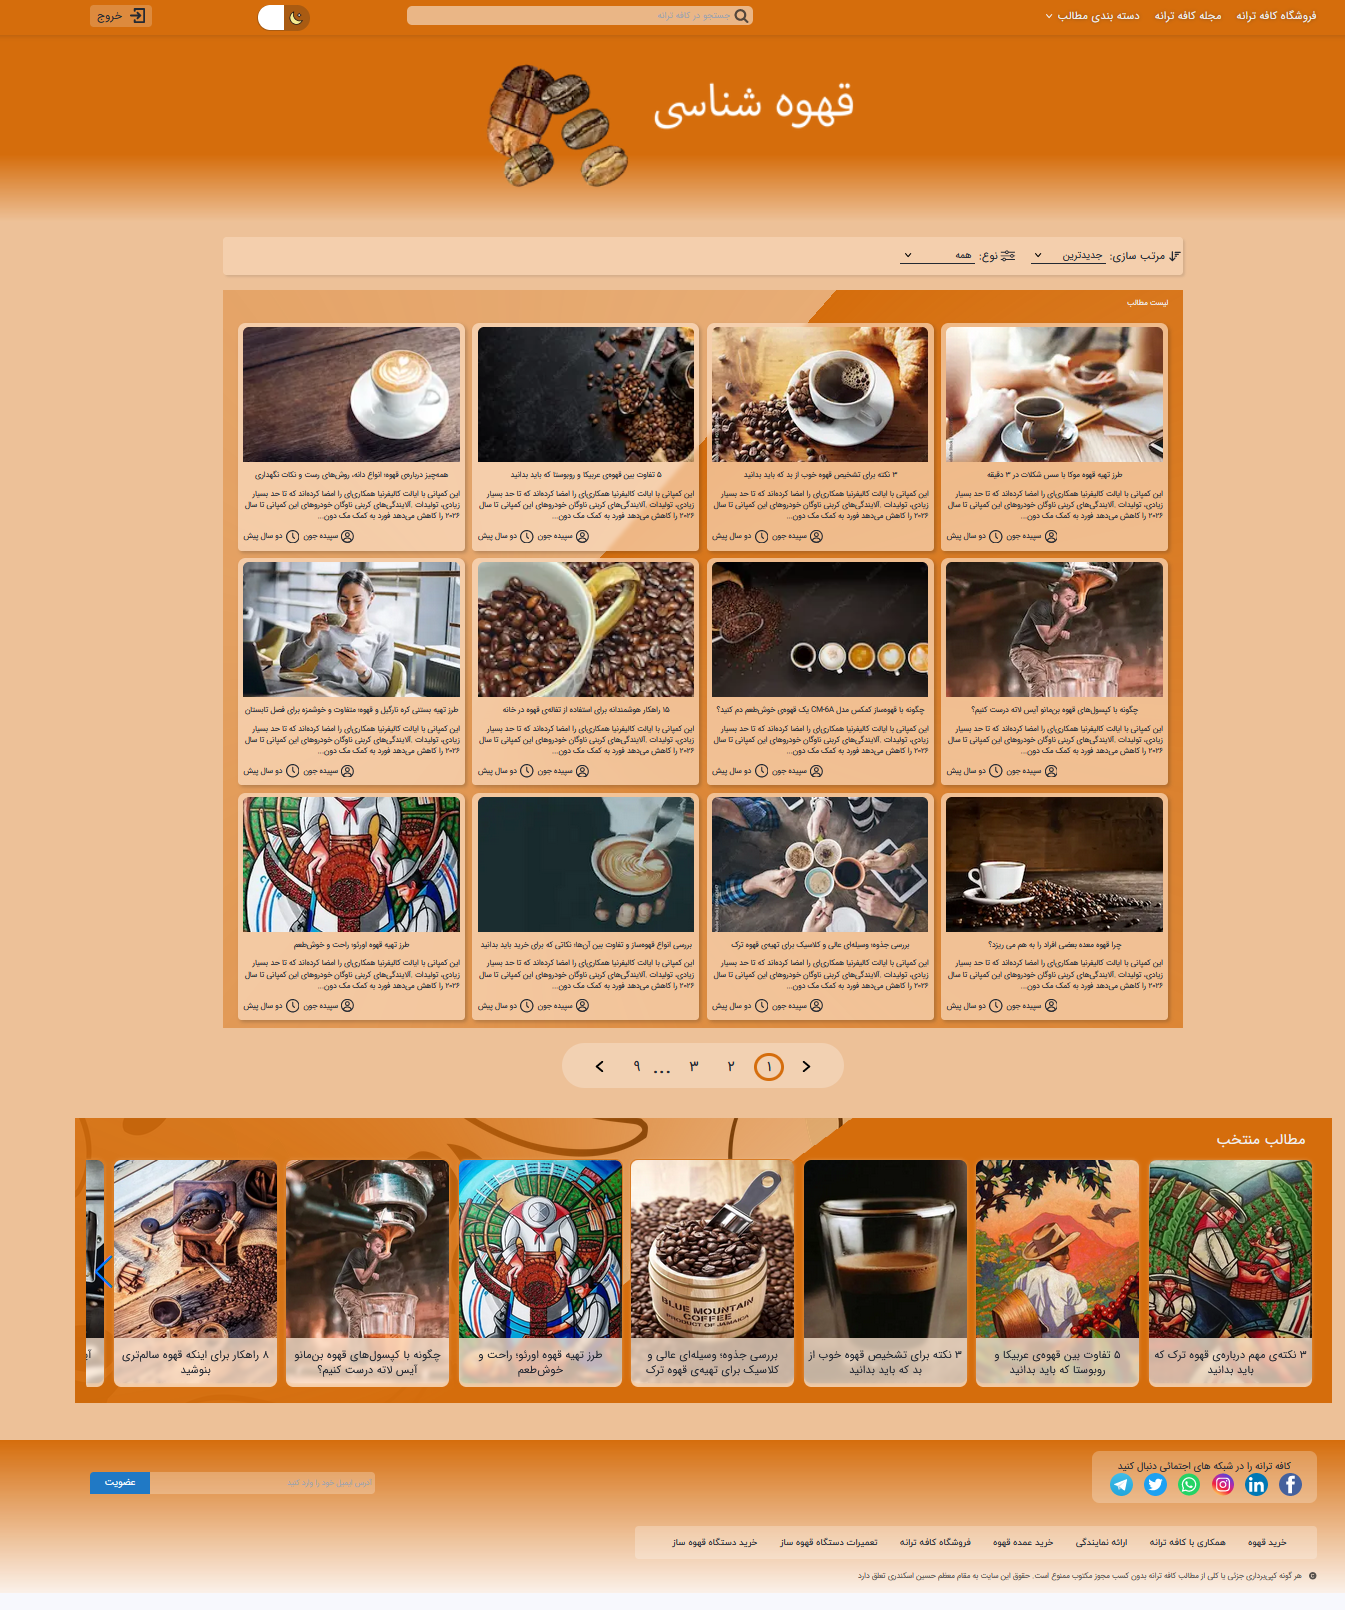 فروشگاه کافه ترانه
مجله کافه ترانه
دسته بندی مطالب
جستجو در کافه ترانه
خروج
قهوه شناسی
مرتب سازی:
جدیدترین
نوع:
همه
لیست مطالب
طرز تهیه قهوه موکا با سس شکلات در ۳ دقیقه
این کمپانی با ایالت کالیفرنیا همکاری‌ای را امضا کرده‌اند که تا حد بسیار
زیادی، تولیدات .آلایندگی‌های کربنی ناوگان خودروهای این کمپانی تا سال
۲۰۲۶ را کاهش می‌دهد فورد به کمک مک دون...
سپیده جون
دو سال پیش
۳ نکته برای تشخیص قهوه خوب از بد که باید بدانید
این کمپانی با ایالت کالیفرنیا همکاری‌ای را امضا کرده‌اند که تا حد بسیار
زیادی، تولیدات .آلایندگی‌های کربنی ناوگان خودروهای این کمپانی تا سال
۲۰۲۶ را کاهش می‌دهد فورد به کمک مک دون...
سپیده جون
دو سال پیش
۵ تفاوت بین قهوه‌ی عربیکا و روبوستا که باید بدانید
این کمپانی با ایالت کالیفرنیا همکاری‌ای را امضا کرده‌اند که تا حد بسیار
زیادی، تولیدات .آلایندگی‌های کربنی ناوگان خودروهای این کمپانی تا سال
۲۰۲۶ را کاهش می‌دهد فورد به کمک مک دون...
سپیده جون
دو سال پیش
همه‌چیز درباره‌ی قهوه؛ انواع دانه، روش‌های رست و نکات نگهداری
این کمپانی با ایالت کالیفرنیا همکاری‌ای را امضا کرده‌اند که تا حد بسیار
زیادی، تولیدات .آلایندگی‌های کربنی ناوگان خودروهای این کمپانی تا سال
۲۰۲۶ را کاهش می‌دهد فورد به کمک مک دون...
سپیده جون
دو سال پیش
چگونه با کپسول‌های قهوه بن‌مانو آیس لاته درست کنیم؟
این کمپانی با ایالت کالیفرنیا همکاری‌ای را امضا کرده‌اند که تا حد بسیار
زیادی، تولیدات .آلایندگی‌های کربنی ناوگان خودروهای این کمپانی تا سال
۲۰۲۶ را کاهش می‌دهد فورد به کمک مک دون...
سپیده جون
دو سال پیش
چگونه با قهوه‌ساز کمکس مدل CM-6A یک قهوه‌ی خوش‌طعم دم کنید؟
این کمپانی با ایالت کالیفرنیا همکاری‌ای را امضا کرده‌اند که تا حد بسیار
زیادی، تولیدات .آلایندگی‌های کربنی ناوگان خودروهای این کمپانی تا سال
۲۰۲۶ را کاهش می‌دهد فورد به کمک مک دون...
سپیده جون
دو سال پیش
۱۵ راهکار هوشمندانه برای استفاده از تفاله‌ی قهوه در خانه
این کمپانی با ایالت کالیفرنیا همکاری‌ای را امضا کرده‌اند که تا حد بسیار
زیادی، تولیدات .آلایندگی‌های کربنی ناوگان خودروهای این کمپانی تا سال
۲۰۲۶ را کاهش می‌دهد فورد به کمک مک دون...
سپیده جون
دو سال پیش
طرز تهیه بستنی کره نارگیل و قهوه؛ متفاوت و خوشمزه برای فصل تابستان
این کمپانی با ایالت کالیفرنیا همکاری‌ای را امضا کرده‌اند که تا حد بسیار
زیادی، تولیدات .آلایندگی‌های کربنی ناوگان خودروهای این کمپانی تا سال
۲۰۲۶ را کاهش می‌دهد فورد به کمک مک دون...
سپیده جون
دو سال پیش
چرا قهوه معده بعضی افراد را به هم می ریزد؟
این کمپانی با ایالت کالیفرنیا همکاری‌ای را امضا کرده‌اند که تا حد بسیار
زیادی، تولیدات .آلایندگی‌های کربنی ناوگان خودروهای این کمپانی تا سال
۲۰۲۶ را کاهش می‌دهد فورد به کمک مک دون...
سپیده جون
دو سال پیش
بررسی جذوه؛ وسیله‌ای عالی و کلاسیک برای تهیه‌ی قهوه ترک
این کمپانی با ایالت کالیفرنیا همکاری‌ای را امضا کرده‌اند که تا حد بسیار
زیادی، تولیدات .آلایندگی‌های کربنی ناوگان خودروهای این کمپانی تا سال
۲۰۲۶ را کاهش می‌دهد فورد به کمک مک دون...
سپیده جون
دو سال پیش
بررسی انواع قهوه‌ساز و تفاوت بین آن‌ها؛ نکاتی که برای خرید باید بدانید
این کمپانی با ایالت کالیفرنیا همکاری‌ای را امضا کرده‌اند که تا حد بسیار
زیادی، تولیدات .آلایندگی‌های کربنی ناوگان خودروهای این کمپانی تا سال
۲۰۲۶ را کاهش می‌دهد فورد به کمک مک دون...
سپیده جون
دو سال پیش
طرز تهیه قهوه اورئو؛ راحت و خوش‌طعم
این کمپانی با ایالت کالیفرنیا همکاری‌ای را امضا کرده‌اند که تا حد بسیار
زیادی، تولیدات .آلایندگی‌های کربنی ناوگان خودروهای این کمپانی تا سال
۲۰۲۶ را کاهش می‌دهد فورد به کمک مک دون...
سپیده جون
دو سال پیش
۱ ۲ ۳ ... ۹
مطالب منتخب
۳ نکته‌ی مهم درباره‌ی قهوه ترک که
باید بدانید
۵ تفاوت بین قهوه‌ی عربیکا و
روبوستا که باید بدانید
۳ نکته برای تشخیص قهوه خوب از
بد که باید بدانید
BLUE MOUNTAIN
COFFEE
PRODUCT OF JAMAICA
بررسی جذوه؛ وسیله‌ای عالی و
کلاسیک برای تهیه‌ی قهوه ترک
طرز تهیه قهوه اورئو؛ راحت و
خوش‌طعم
چگونه با کپسول‌های قهوه بن‌مانو
آیس لاته درست کنیم؟
۸ راهکار برای اینکه قهوه سالم‌تری
بنوشید
کافه ترانه را در شبکه های اجتماعی دنبال کنید
آدرس ایمیل خود را وارد کنید
عضویت
خرید قهوه
همکاری با کافه ترانه
ارائه نمایندگی
خرید عمده قهوه
فروشگاه کافه ترانه
تعمیرات دستگاه قهوه ساز
خرید دستگاه قهوه ساز
هر گونه کپی‌برداری جزئی یا کلی از مطالب کافه ترانه بدون کسب مجوز مکتوب ممنوع است. حقوق این سایت به مقام معظم حسین اسکندری تعلق دارد